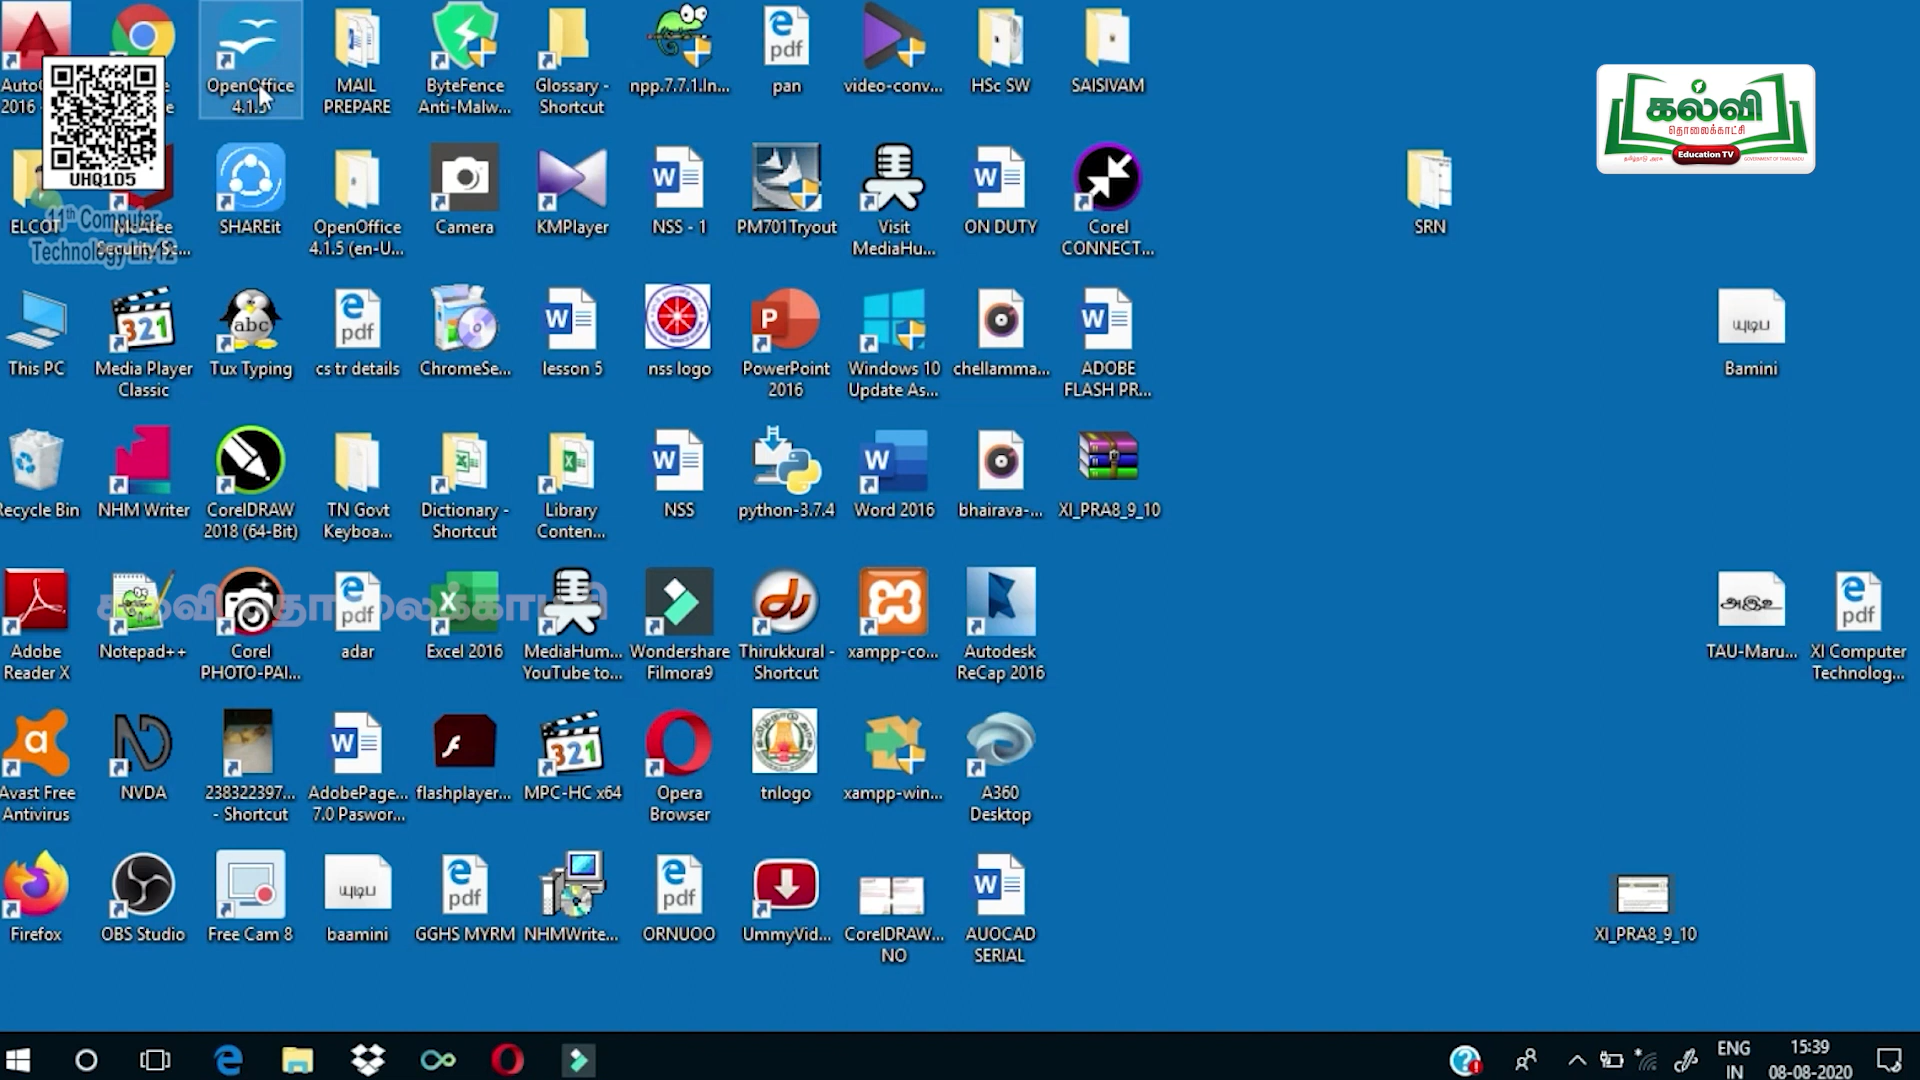 OpenOffice
4.1.5
MAIL
PREPARE
ByteFence
Anti-Malw...
Glossary -
Shortcut
npp.7.7.1.In...
pan
video-conv...
HSc SW
SAISIVAM
2016
UHQ1D5
கல்வி
தொலைக்காட்சி
Education TV
11th Computer
Technology
ELCOT
McAfee
Security Sc...
SHAREit
OpenOffice
4.1.5 (en-U...
Camera
KMPlayer
NSS - 1
PM701Tryout
Visit
MediaHu...
ON DUTY
Corel
CONNECT...
SRN
This PC
Media Player
Classic
Tux Typing
cs tr details
ChromeSe...
lesson 5
nss logo
PowerPoint
2016
Windows 10
Update As...
chellamma...
ADOBE
FLASH PR...
Bamini
Recycle Bin
NHM Writer
CorelDRAW
2018 (64-Bit)
TN Govt
Keyboa...
Dictionary -
Shortcut
Library
Conten...
NSS
python-3.7.4
Word 2016
bhairava-...
XI_PRA8_9_10
கல்வி தொலைக்காட்சி
Adobe
Reader X
Notepad++
Corel
PHOTO-PAI...
adar
Excel 2016
MediaHum...
YouTube to...
Wondershare
Filmora9
Thirukkural -
Shortcut
xampp-co...
Autodesk
ReCap 2016
TAU-Maru...
XI Computer
Technolog...
Avast Free
Antivirus
NVDA
238322397...
- Shortcut
AdobePage...
7.0 Paswor...
flashplayer...
MPC-HC x64
Opera
Browser
tnlogo
xampp-win...
A360
Desktop
Firefox
OBS Studio
Free Cam 8
baamini
GGHS MYRM
NHMWrite...
ORNUOO
UmmyVid...
CorelDRAW...
NO
AUOCAD
SERIAL
XI_PRA8_9_10
ENG
IN
15:39
08-08-2020